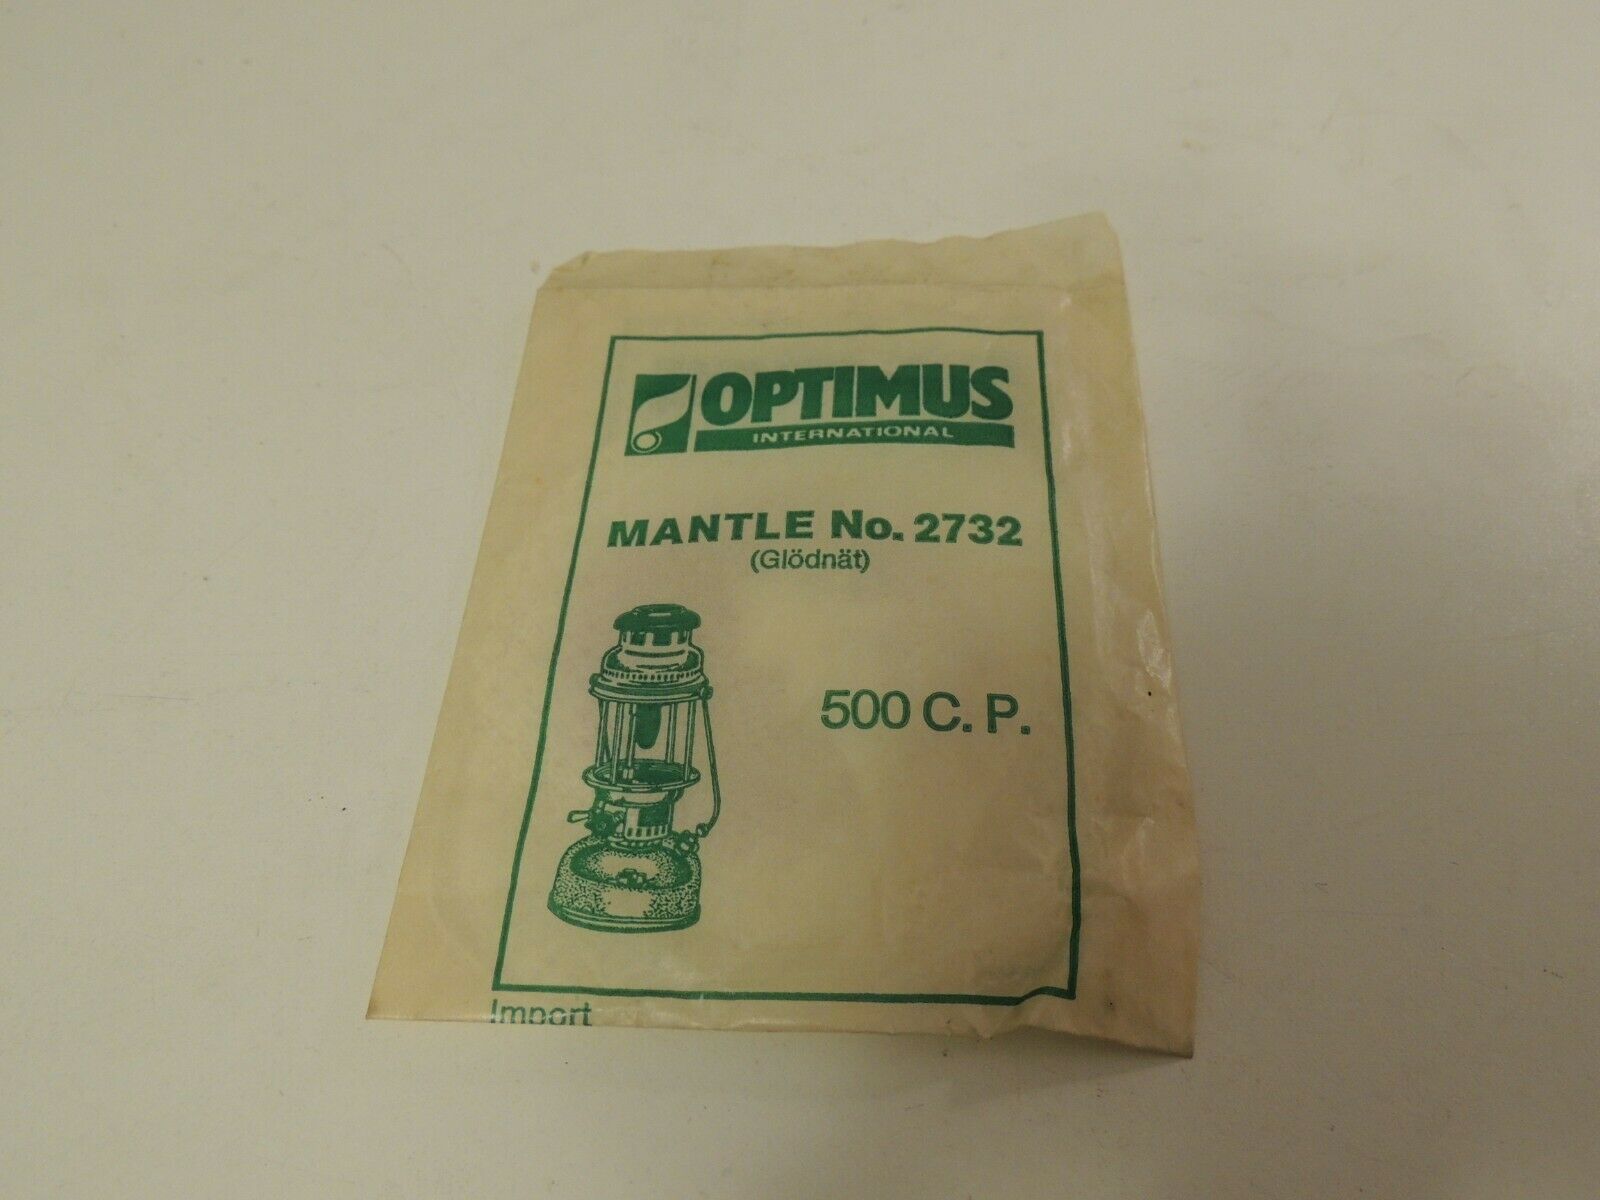 OPTIMUS
INTERNATIONAL
MANTLE No. 2732
(Glödnät)
500 C. P.
Import